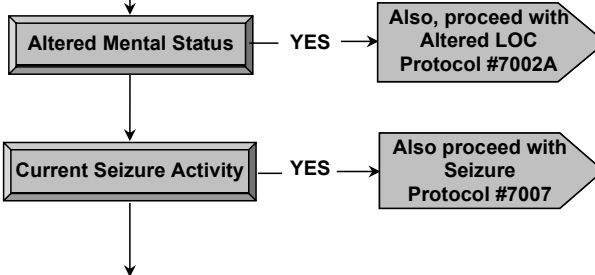 Altered Mental Status
YES
Also, proceed with
Altered LOC
Protocol #7002A
Current Seizure Activity
YES
Also proceed with
Seizure
Protocol #7007